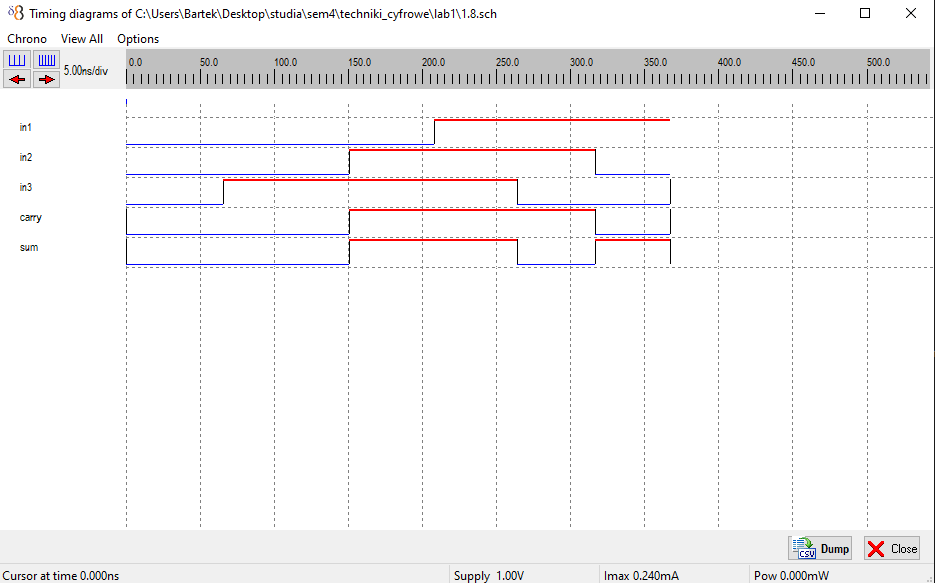 Timing diagrams of C:\Users\Bartek\Desktop\studia\sem4\techniki_cyfrowe\lab1\1.8.sch
Chrono View All Options
5.00ns/div
0.0 50.0 100.0 150.0 200.0 250.0 300.0 350.0 400.0 450.0 500.0
in1
in2
in3
carry
sum
CSV Dump Close
Cursor at time 0.000ns Supply 1.00V Imax 0.240mA Pow 0.000mW